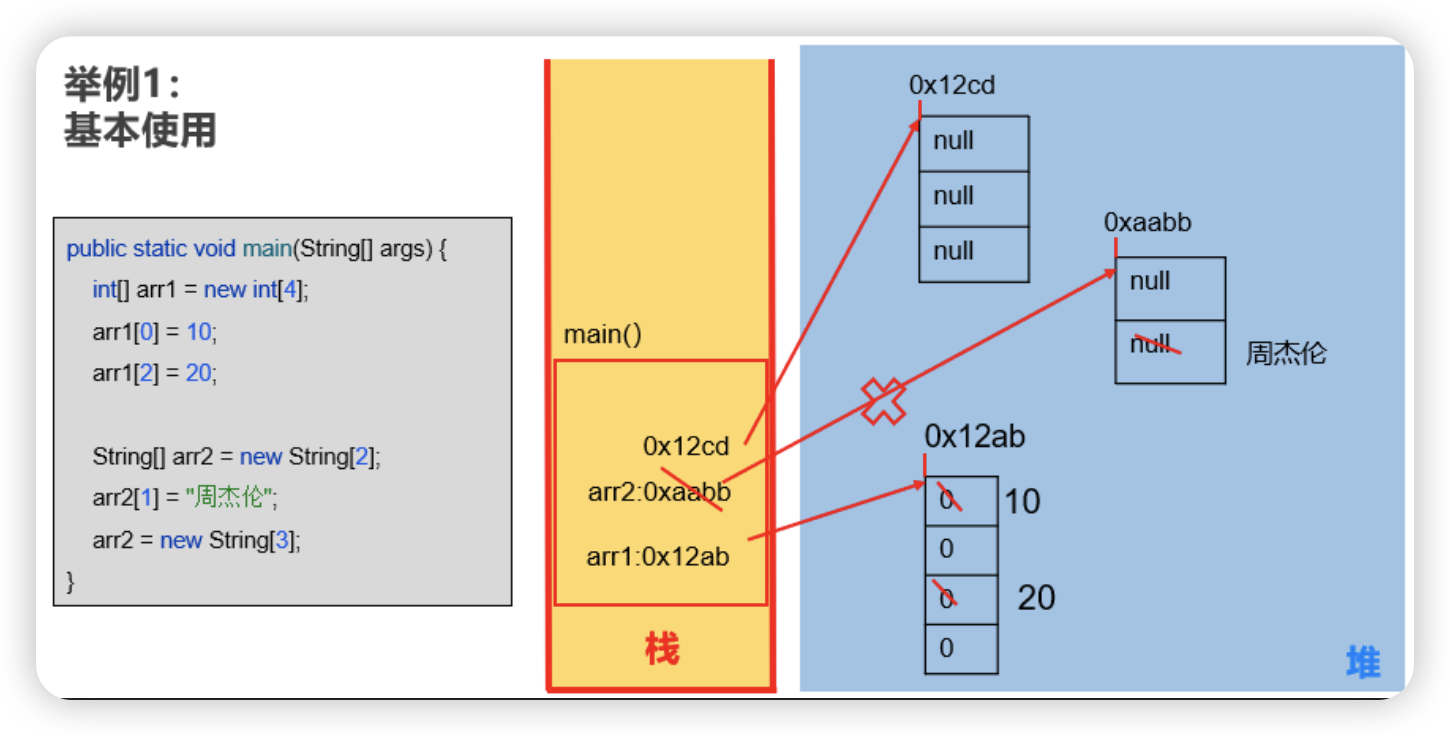 举例1：
基本使用
public static void main(String[] args) {
int[] arr1 = new int[4];
arr1[0] = 10;
arr1[2] = 20;
String[] arr2 = new String[2];
arr2[1] = "周杰伦";
arr2 = new String[3];
}
main()
0x12cd
arr2:0xaabb
arr1:0x12ab
栈
0x12cd
null
null
null
0xaabb
null
null 周杰伦
0x12ab
0 10
0
0 20
0
堆